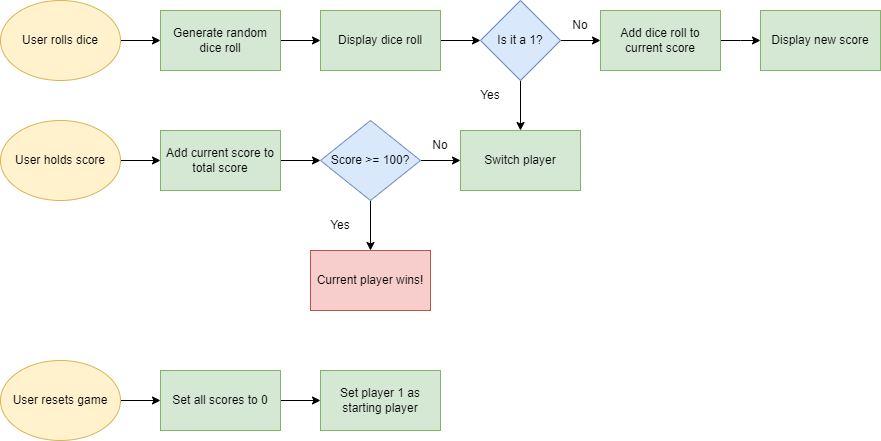 User rolls dice
Generate random
dice roll
Display dice roll
Is it a 1?
No
Add dice roll to
current score
Display new score
Yes
User holds score
Add current score to
total score
Score >= 100?
No
Switch player
Yes
Current player wins!
User resets game
Set all scores to 0
Set player 1 as
starting player